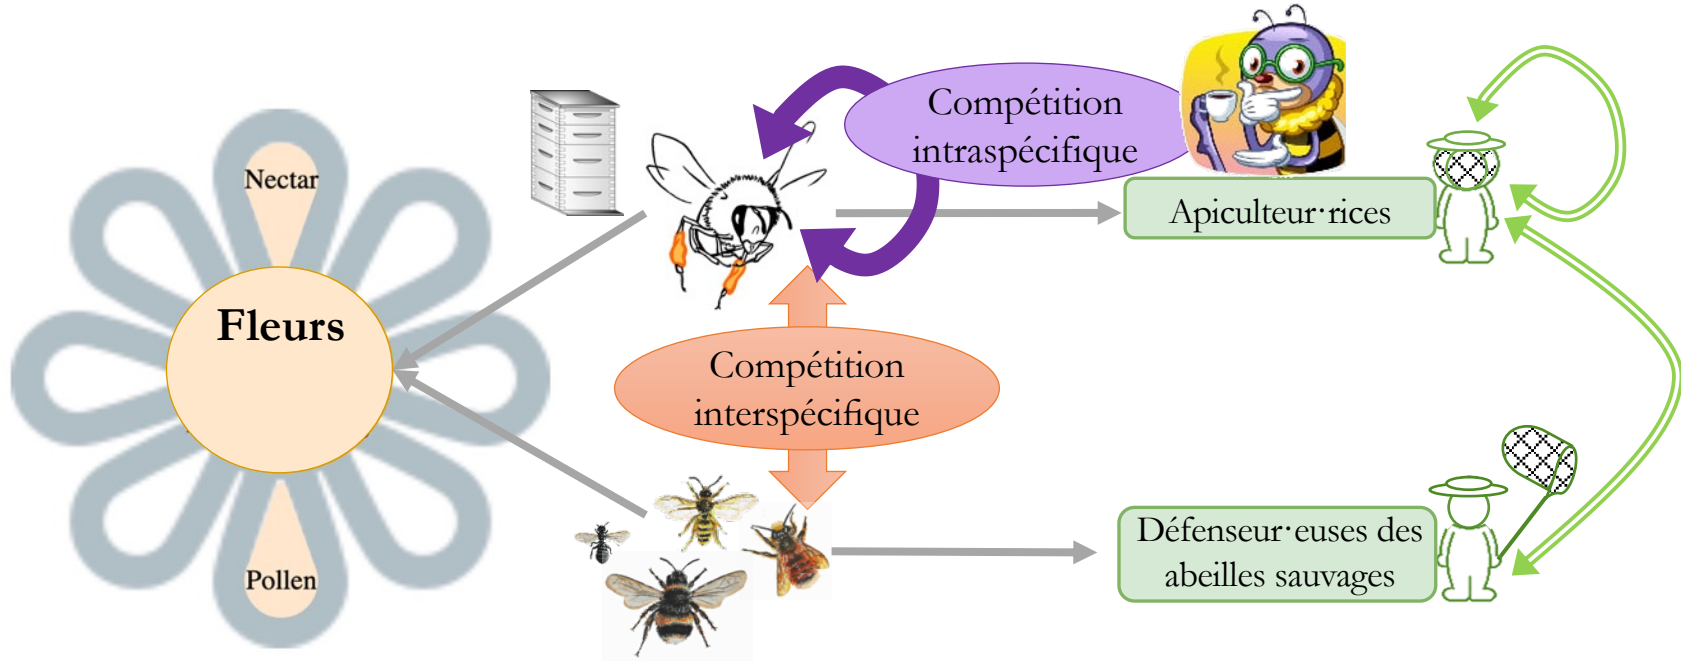 Nectar
Fleurs
Pollen
Compétition
intraspécifique
Apiculteur·rices
Compétition
interspécifique
Défenseur·euses des
abeilles sauvages